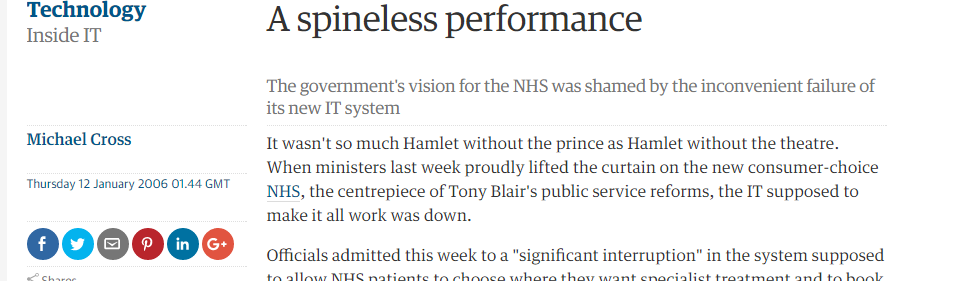 Technology
Inside IT
A spineless performance
The government's vision for the NHS was shamed by the inconvenient failure of
its new IT system
Michael Cross
Thursday 12 January 2006 01.44 GMT
It wasn't so much Hamlet without the prince as Hamlet without the theatre.
When ministers last week proudly lifted the curtain on the new consumer-choice
NHS, the centrepiece of Tony Blair's public service reforms, the IT supposed to
make it all work was down.
Officials admitted this week to a "significant interruption" in the system supposed
to allow NHS patients to choose where they want specialist treatment and to book
f
in
G+
Shares